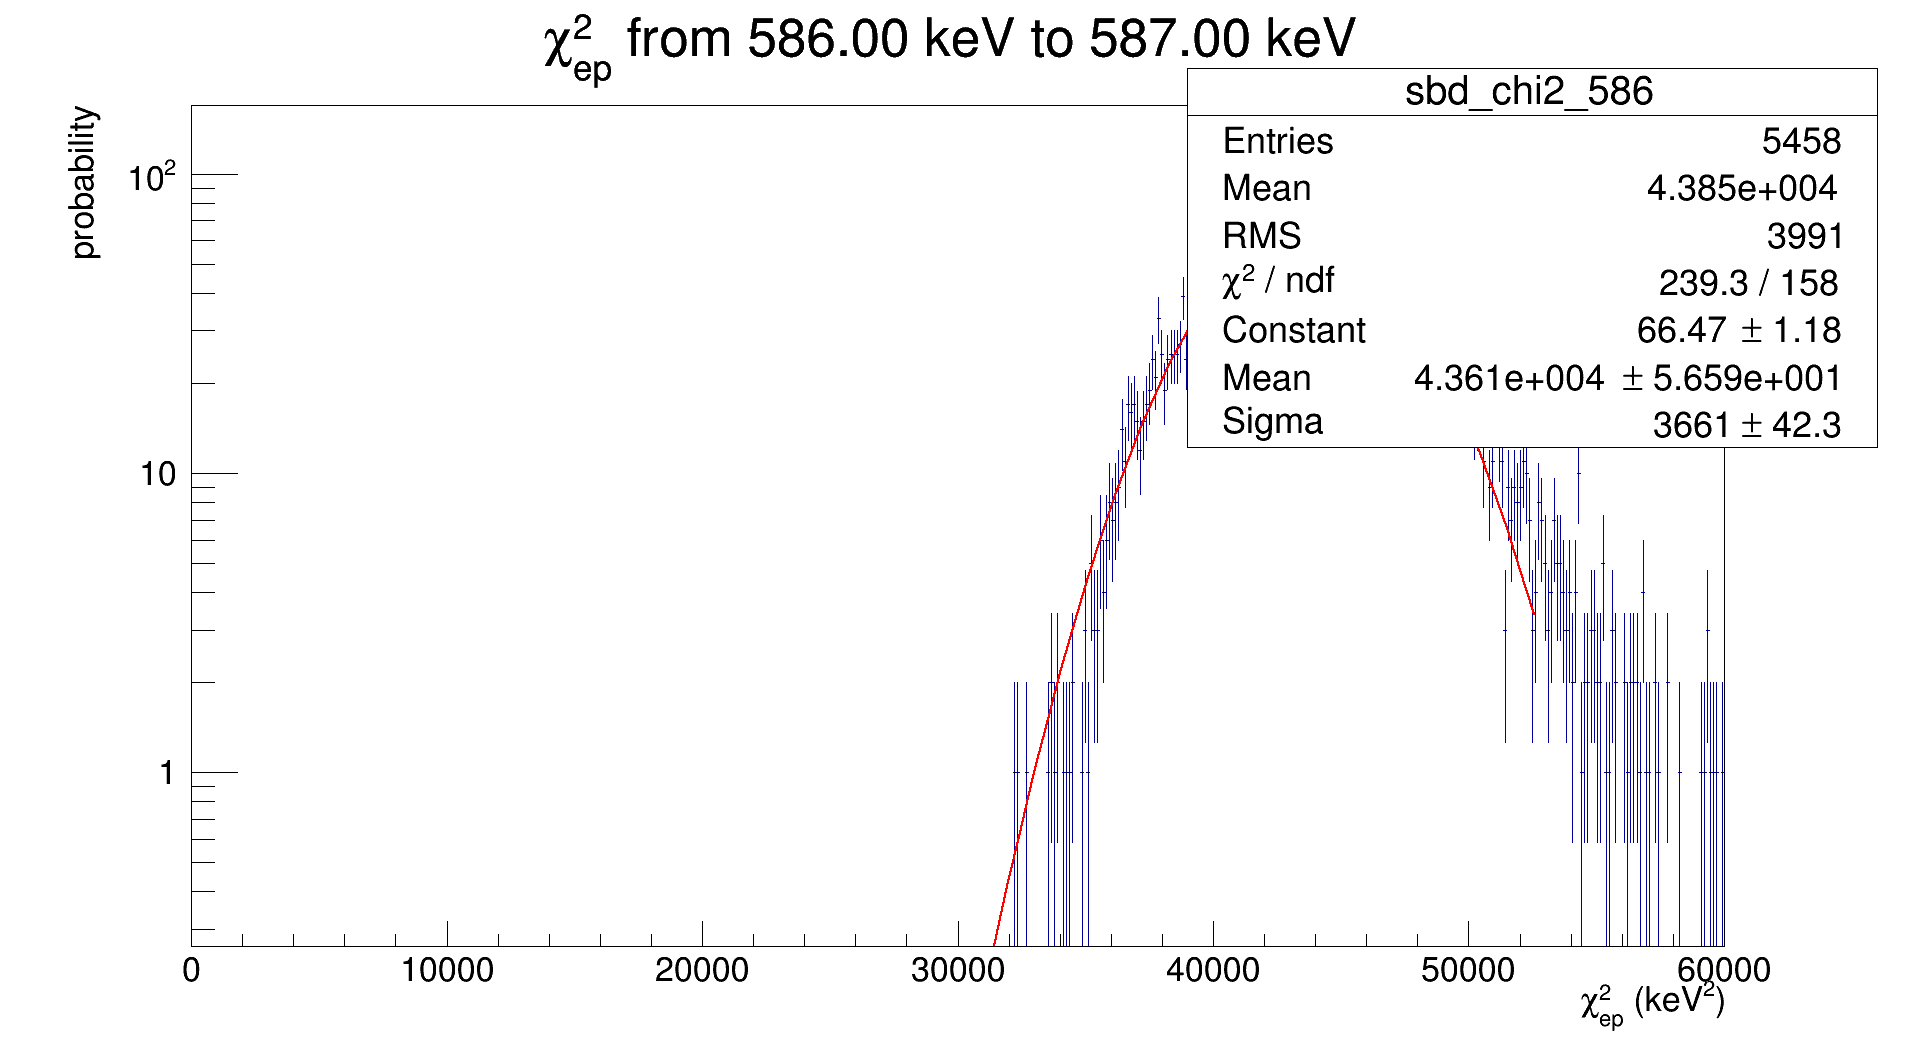 χ²ep from 586.00 keV to 587.00 keV
sbd_chi2_586
Entries 5458
Mean 4.385e+004
RMS 3991
χ² / ndf 239.3 / 158
Constant 66.47 ± 1.18
Mean 4.361e+004 ± 5.659e+001
Sigma 3661 ± 42.3
probability
10²
10
1
0 10000 20000 30000 40000 50000 60000
χ²ep (keV²)